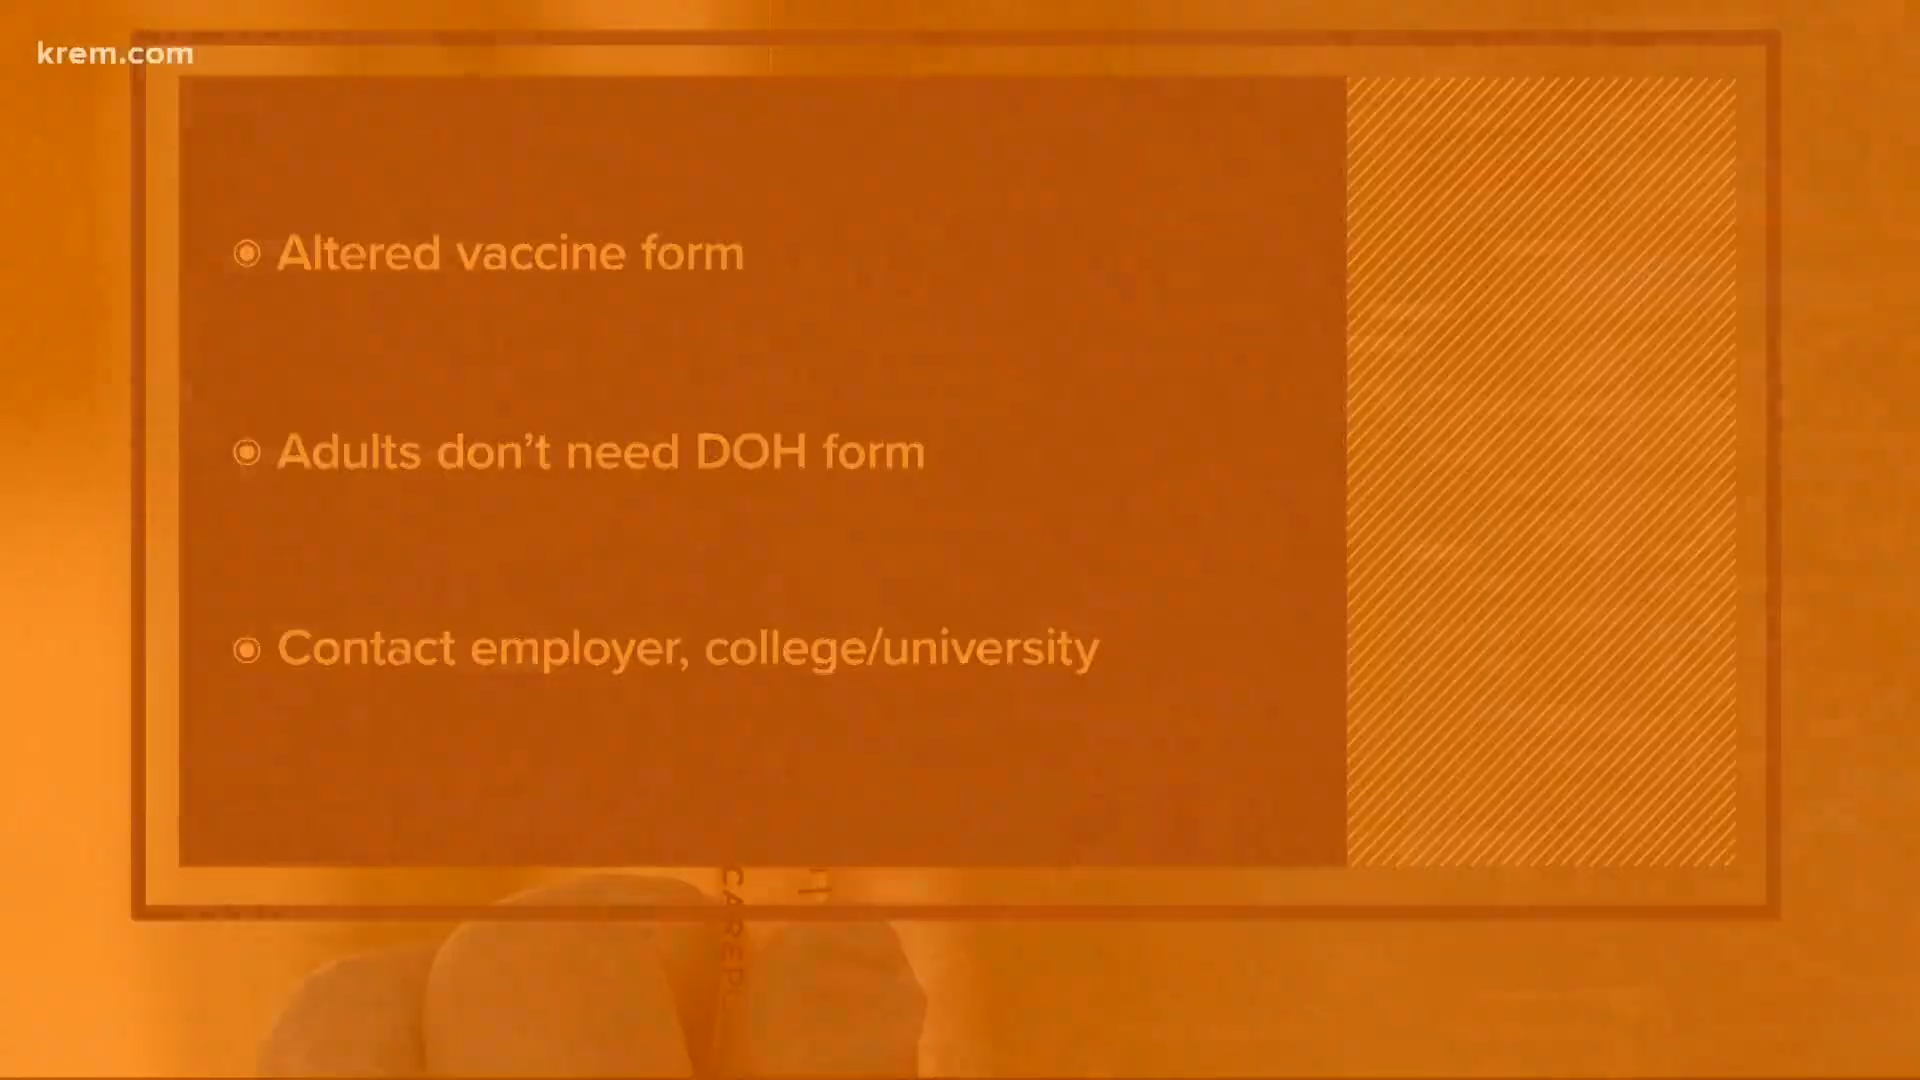 krem.com
Altered vaccine form
Adults don't need DOH form
Contact employer, college/university